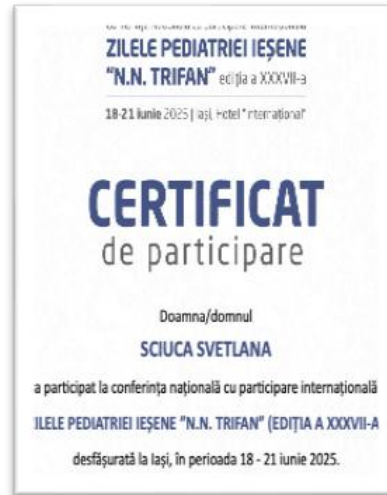 ZILELE PEDIATRIEI IEȘENE
"N.N. TRIFAN" ediția a XXXVII-a
18-21 iunie 2025 | Iași, Hotel "International"
CERTIFICAT
de participare
Doamna/domnul
SCIUCA SVETLANA
a participat la conferința națională cu participare internațională
ILELE PEDIATRIEI IEȘENE "N.N. TRIFAN" (EDIȚIA A XXXVII-A
desfășurată la Iași, în perioada 18 - 21 iunie 2025.